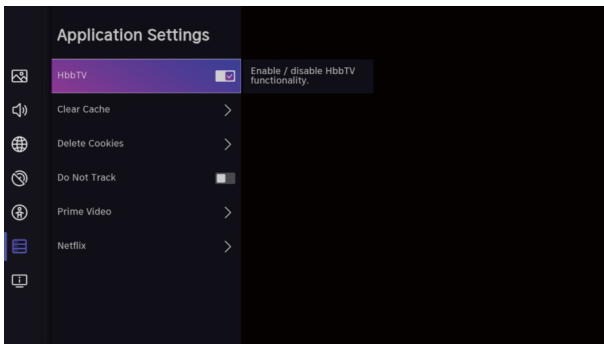 Application Settings
HbbTV
Enable / disable HbbTV
functionality.
Clear Cache
Delete Cookies
Do Not Track
Prime Video
Netflix